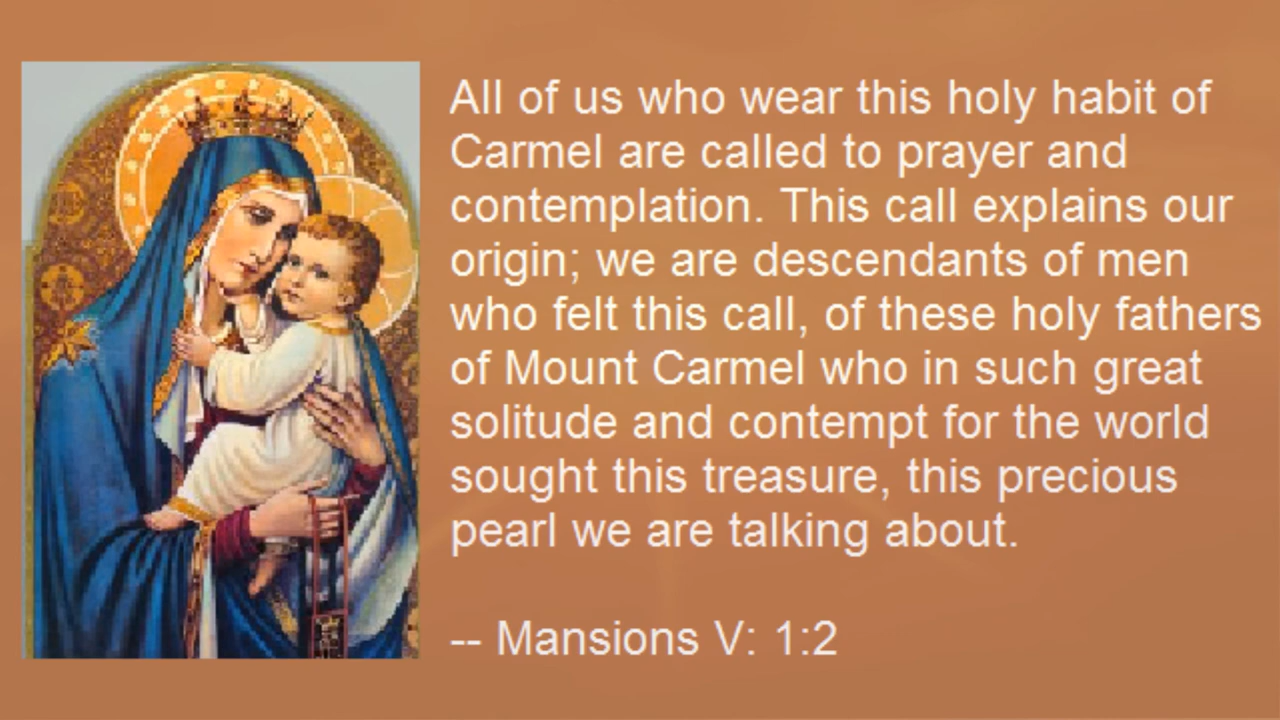 All of us who wear this holy habit of
Carmel are called to prayer and
contemplation. This call explains our
origin; we are descendants of men
who felt this call, of these holy fathers
of Mount Carmel who in such great
solitude and contempt for the world
sought this treasure, this precious
pearl we are talking about.
-- Mansions V: 1:2